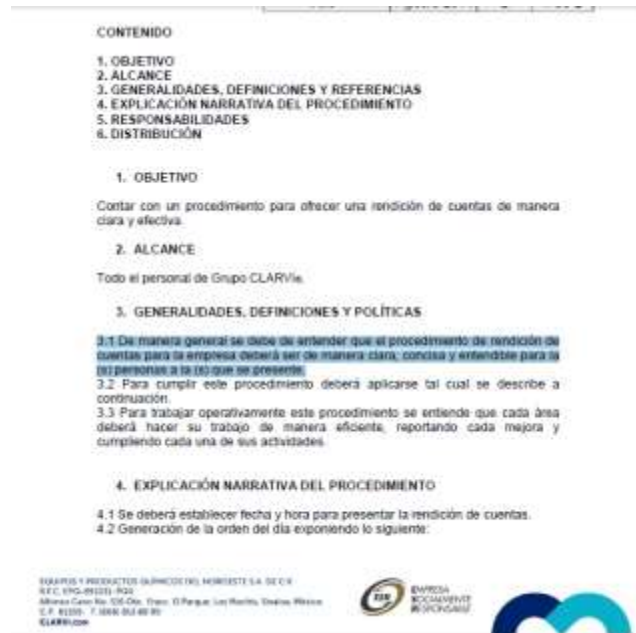 CONTENIDO
1. OBJETIVO
2. ALCANCE
3. GENERALIDADES, DEFINICIONES Y REFERENCIAS
4. EXPLICACIÓN NARRATIVA DEL PROCEDIMIENTO
5. RESPONSABILIDADES
6. DISTRIBUCIÓN
1. OBJETIVO
Contar con un procedimiento para ofrecer una rendición de cuentas de manera
clara y efectiva.
2. ALCANCE
Todo el personal de Grupo CLARVie.
3. GENERALIDADES, DEFINICIONES Y POLÍTICAS
3.1 De manera general se debe de entender que el procedimiento de rendición de
cuentas para la empresa deberá ser de manera clara, concisa y entendible para la
(s) personas a la (s) que se presente.
3.2 Para cumplir este procedimiento deberá aplicarse tal cual se describe a
continuación.
3.3 Para trabajar operativamente este procedimiento se entiende que cada área
deberá hacer su trabajo de manera eficiente, reportando cada mejora y
cumpliendo cada una de sus actividades.
4. EXPLICACIÓN NARRATIVA DEL PROCEDIMIENTO
4.1 Se deberá establecer fecha y hora para presentar la rendición de cuentas.
4.2 Generación de la orden del día exponiendo lo siguiente:
EQUIPOS Y PRODUCTOS QUIMICOS DEL NOROESTE S.A. DE C.V.
Los Mochis, Sinaloa, México.
CLARVi.com
ESR
EMPRESA
SOCIALMENTE
RESPONSABLE